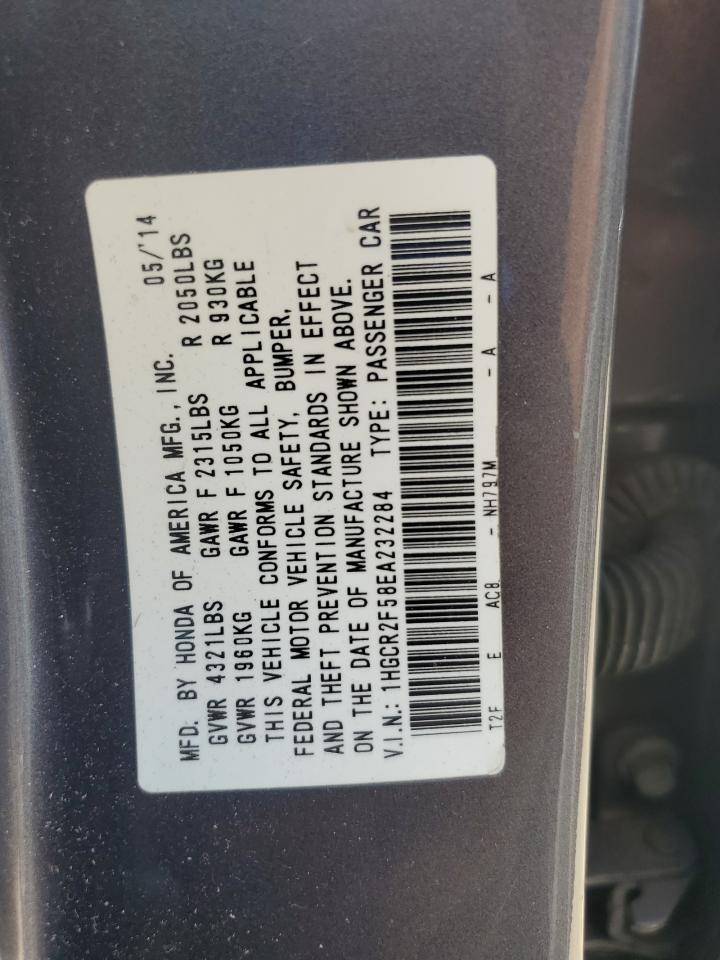 MFD. BY HONDA OF AMERICA MFG., INC. 05/'14
GVWR 4321LBS GAWR F 2315LBS R 2050LBS
GVWR 1960KG GAWR F 1050KG R 930KG
THIS VEHICLE CONFORMS TO ALL APPLICABLE
FEDERAL MOTOR VEHICLE SAFETY, BUMPER,
AND THEFT PREVENTION STANDARDS IN EFFECT
ON THE DATE OF MANUFACTURE SHOWN ABOVE.
V.I.N.: 1HGCR2F58EA232284 TYPE: PASSENGER CAR
T2F E AC8 - NH797M - A - A